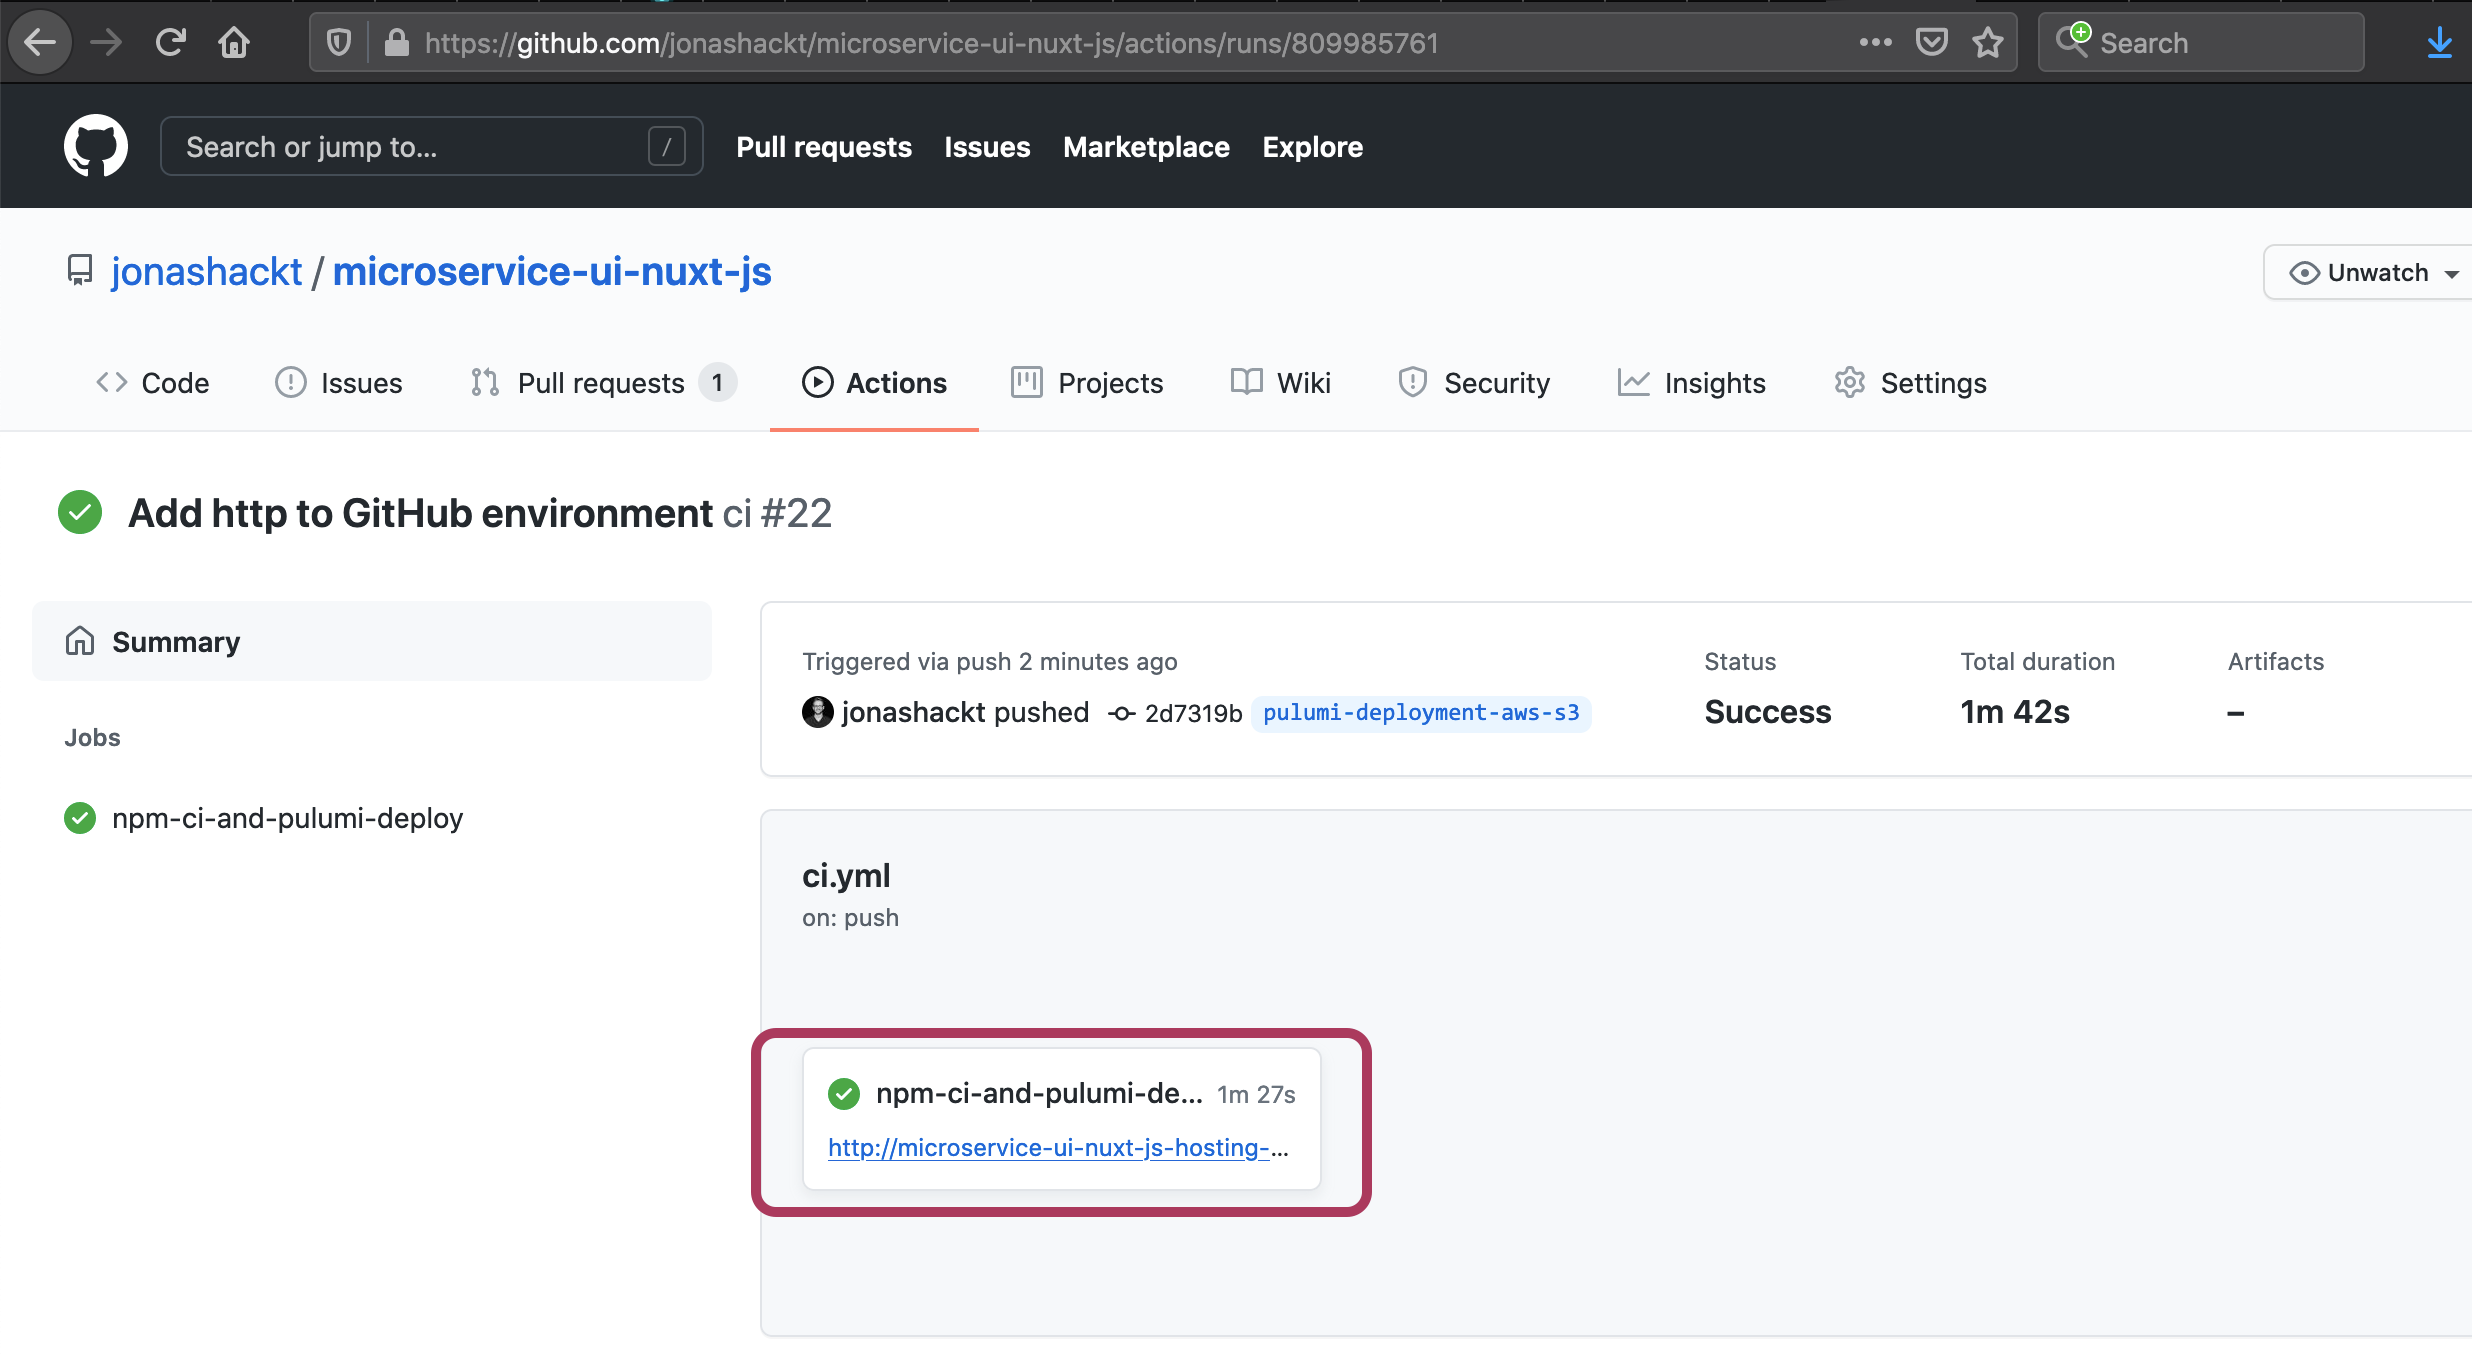 https://github.com/jonashackt/microservice-ui-nuxt-js/actions/runs/809985761
Search
Search or jump to...
/
Pull requests
Issues
Marketplace
Explore
jonashackt / microservice-ui-nuxt-js
Unwatch
Code
Issues
Pull requests 1
Actions
Projects
Wiki
Security
Insights
Settings
Add http to GitHub environment ci #22
Summary
Jobs
npm-ci-and-pulumi-deploy
Triggered via push 2 minutes ago
jonashackt pushed 2d7319b pulumi-deployment-aws-s3
Status
Success
Total duration
1m 42s
Artifacts
–
ci.yml
on: push
npm-ci-and-pulumi-de... 1m 27s
http://microservice-ui-nuxt-js-hosting-...